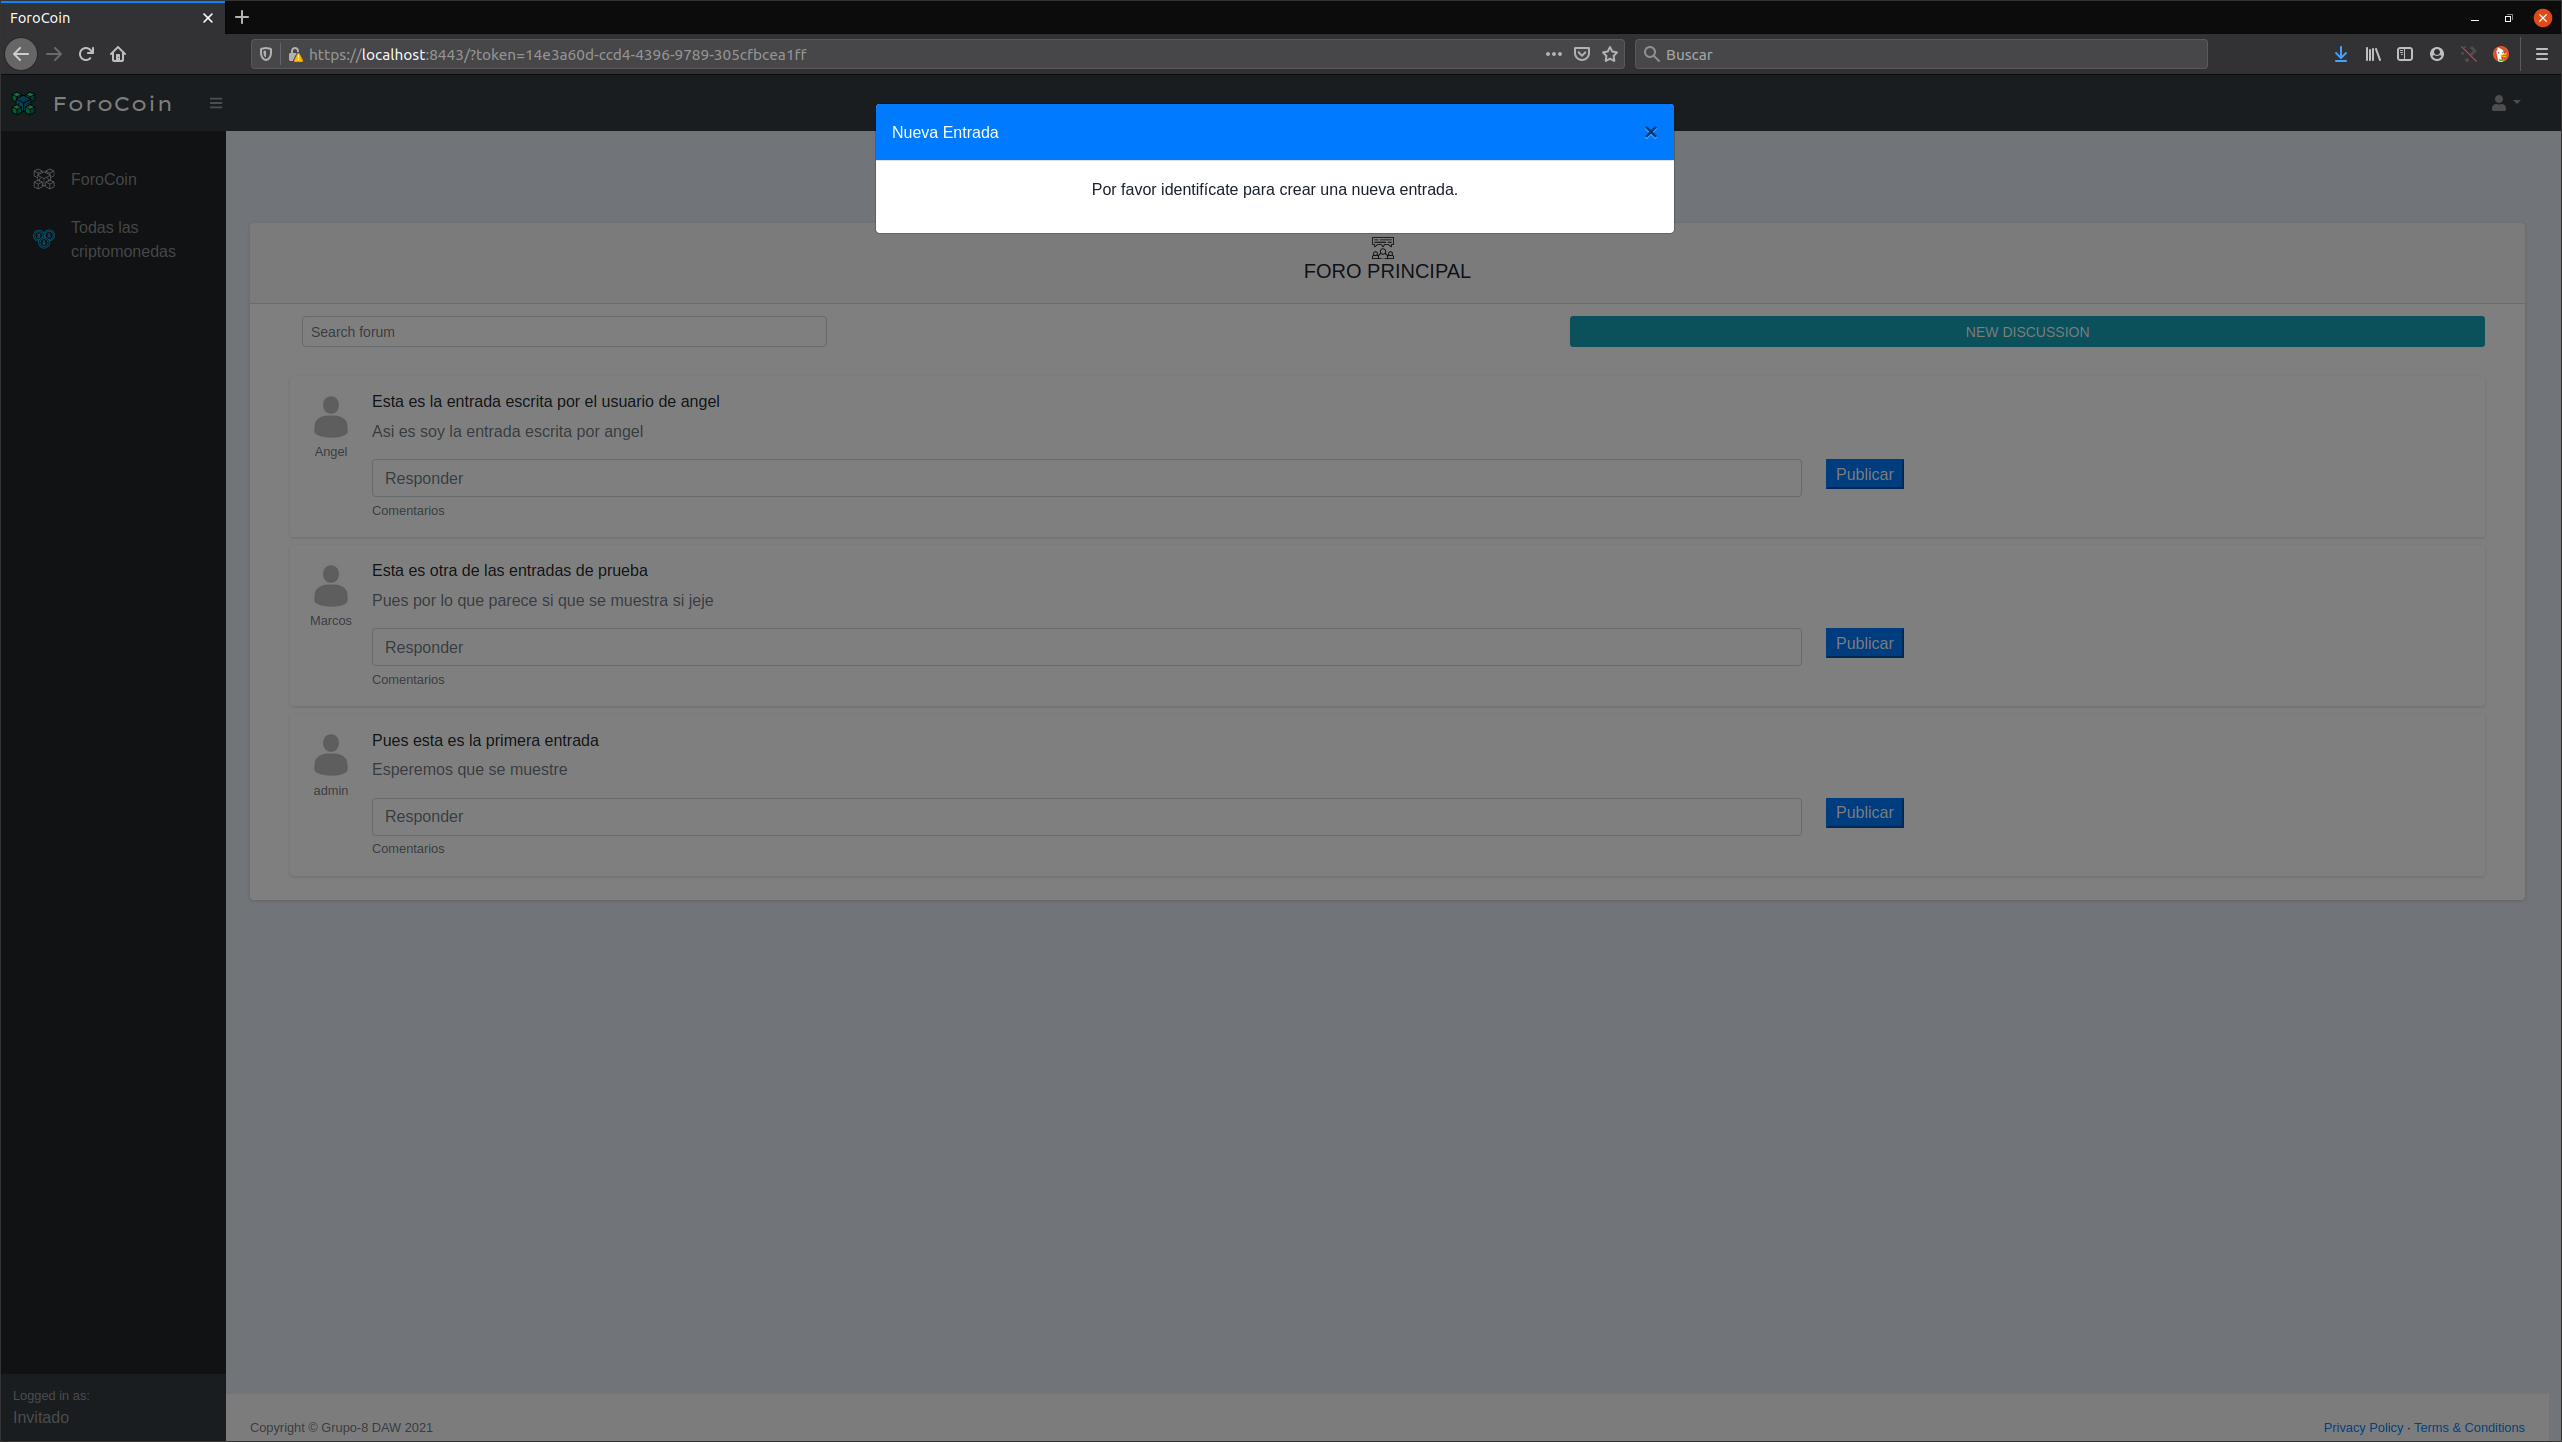 ForoCoin
https://localhost:8443/?token=14e3a60d-ccd4-4396-9789-305cfbcea1ff
Buscar
ForoCoin
Nueva Entrada
×
Por favor identifícate para crear una nueva entrada.
ForoCoin
Todas las
criptomonedas
FORO PRINCIPAL
Search forum
NEW DISCUSSION
Esta es la entrada escrita por el usuario de angel
Asi es soy la entrada escrita por angel
Angel
Responder
Publicar
Comentarios
Esta es otra de las entradas de prueba
Pues por lo que parece si que se muestra si jeje
Marcos
Responder
Publicar
Comentarios
Pues esta es la primera entrada
Esperemos que se muestre
admin
Responder
Publicar
Comentarios
Logged in as:
Invitado
Copyright © Grupo-8 DAW 2021
Privacy Policy · Terms & Conditions